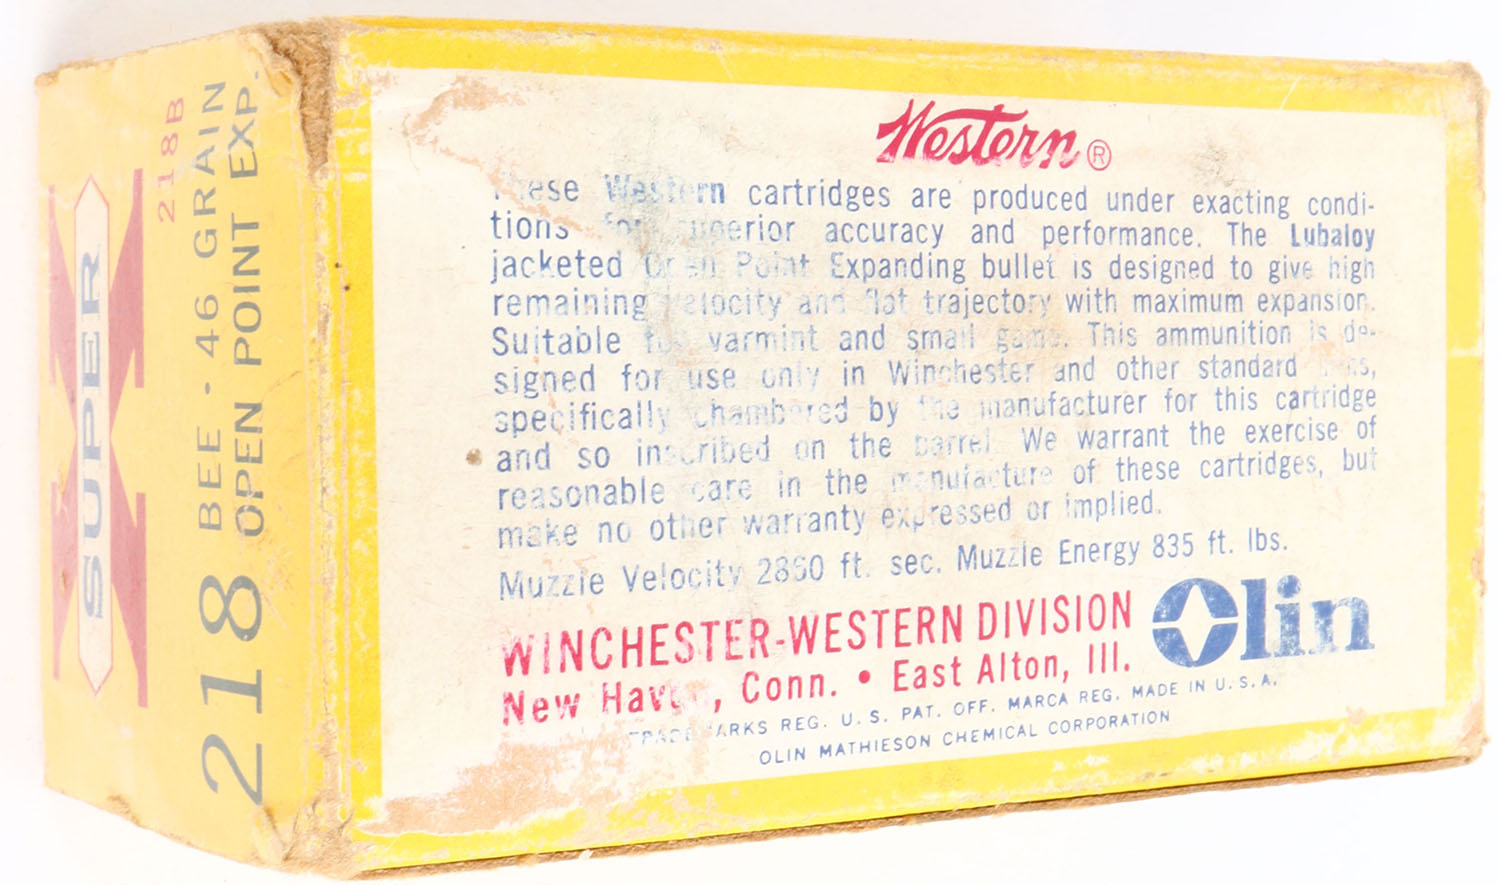 SUPER X
218B
218 BEE · 46 GRAIN
OPEN POINT EXP.
Western ®
These Western cartridges are produced under exacting condi-
tions for superior accuracy and performance. The Lubaloy
jacketed Open Point Expanding bullet is designed to give high
remaining velocity and flat trajectory with maximum expansion.
Suitable for varmint and small game. This ammunition is de-
signed for use only in Winchester and other standard
specifically chambered by the manufacturer for this cartridge
and so inscribed on the barrel. We warrant the exercise of
reasonable care in the manufacture of these cartridges, but
make no other warranty expressed or implied.
Muzzle Velocity 2860 ft. sec. Muzzle Energy 835 ft. lbs.
WINCHESTER-WESTERN DIVISION
New Haven, Conn. • East Alton, Ill.
Olin
TRADEMARKS REG. U. S. PAT. OFF. MARCA REG. MADE IN U. S. A.
OLIN MATHIESON CHEMICAL CORPORATION